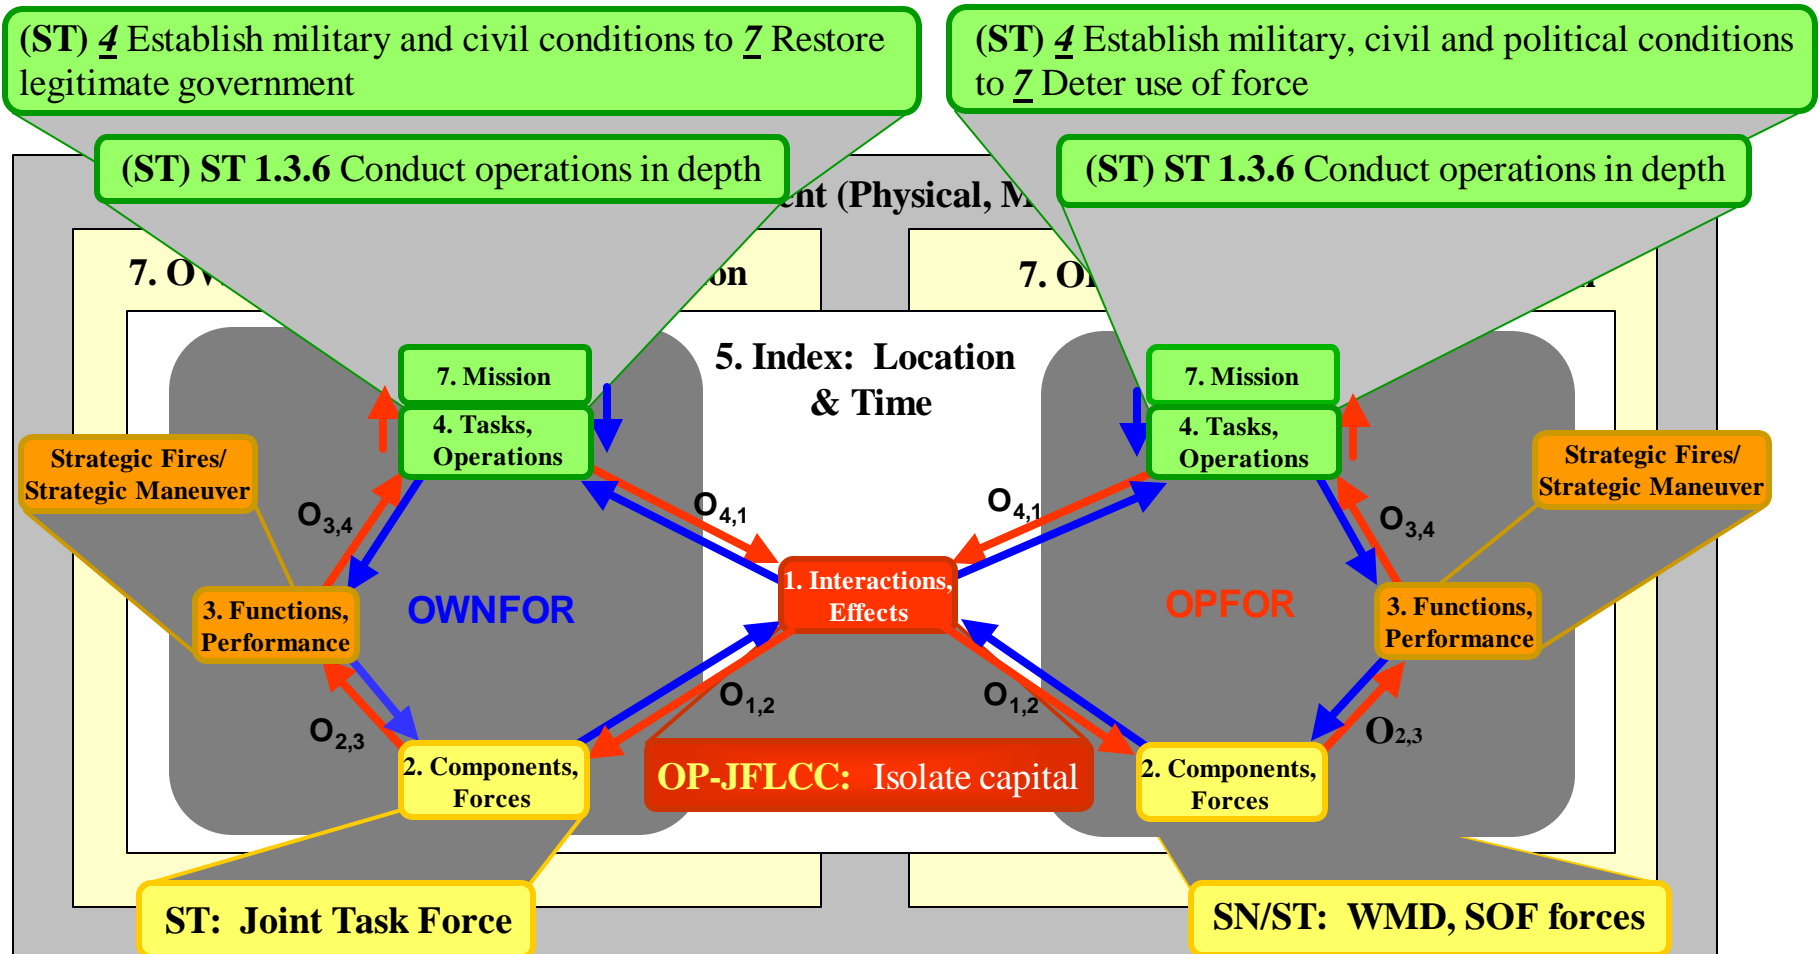 (ST) 4 Establish military and civil conditions to 7 Restore
legitimate government
(ST) 4 Establish military, civil and political conditions
to 7 Deter use of force
(ST) ST 1.3.6 Conduct operations in depth
(ST) ST 1.3.6 Conduct operations in depth
(Physical,
7.
7.
5. Index: Location
& Time
7. Mission
4. Tasks,
Operations
7. Mission
4. Tasks,
Operations
Strategic Fires/
Strategic Maneuver
Strategic Fires/
Strategic Maneuver
O3,4
O4,1
O4,1
O3,4
1. Interactions,
Effects
OWNFOR
OPFOR
3. Functions,
Performance
3. Functions,
Performance
O2,3
O1,2
O1,2
O2,3
2. Components,
Forces
OP-JFLCC: Isolate capital
2. Components,
Forces
ST: Joint Task Force
SN/ST: WMD, SOF forces